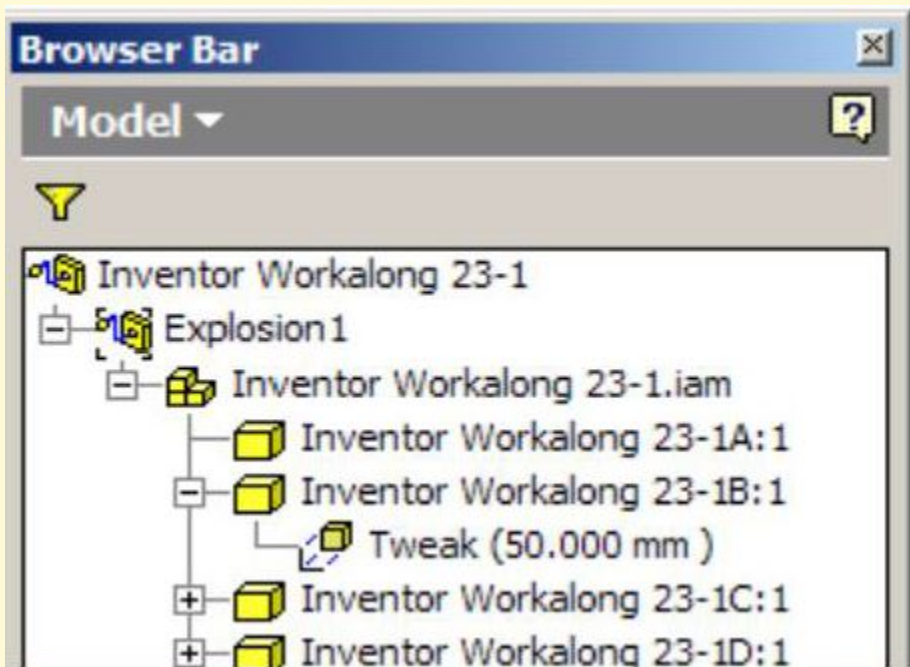 Browser Bar
Model
Inventor Workalong 23-1
Explosion1
Inventor Workalong 23-1.iam
Inventor Workalong 23-1A:1
Inventor Workalong 23-1B:1
Tweak (50.000 mm )
Inventor Workalong 23-1C:1
Inventor Workalong 23-1D:1